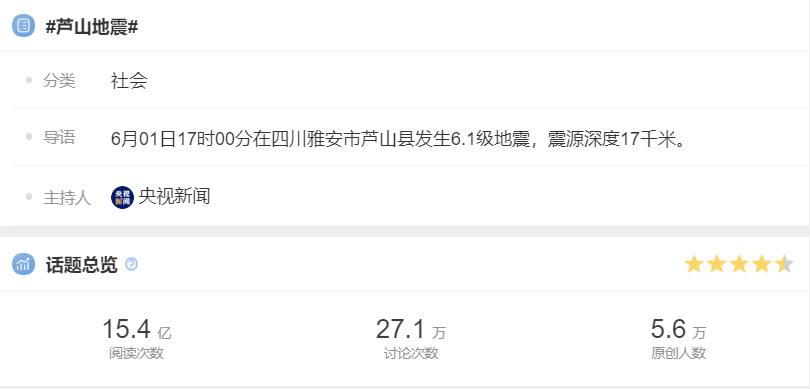 #芦山地震#
分类 社会
导语 6月01日17时00分在四川雅安市芦山县发生6.1级地震，震源深度17千米。
主持人 央视新闻 央视新闻
话题总览 ?
15.4 亿 27.1 万 5.6 万
阅读次数 讨论次数 原创人数